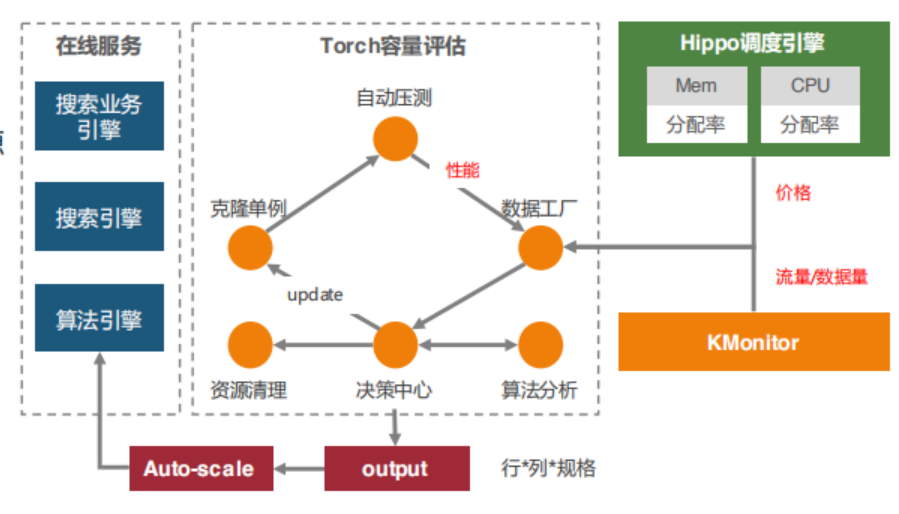 在线服务
搜索业务
引擎
搜索引擎
算法引擎
Torch容量评估
自动压测
性能
克隆单例
数据工厂
update
资源清理
决策中心
算法分析
Hippo调度引擎
Mem
CPU
分配率
分配率
价格
流量/数据量
KMonitor
Auto-scale
output
行*列*规格